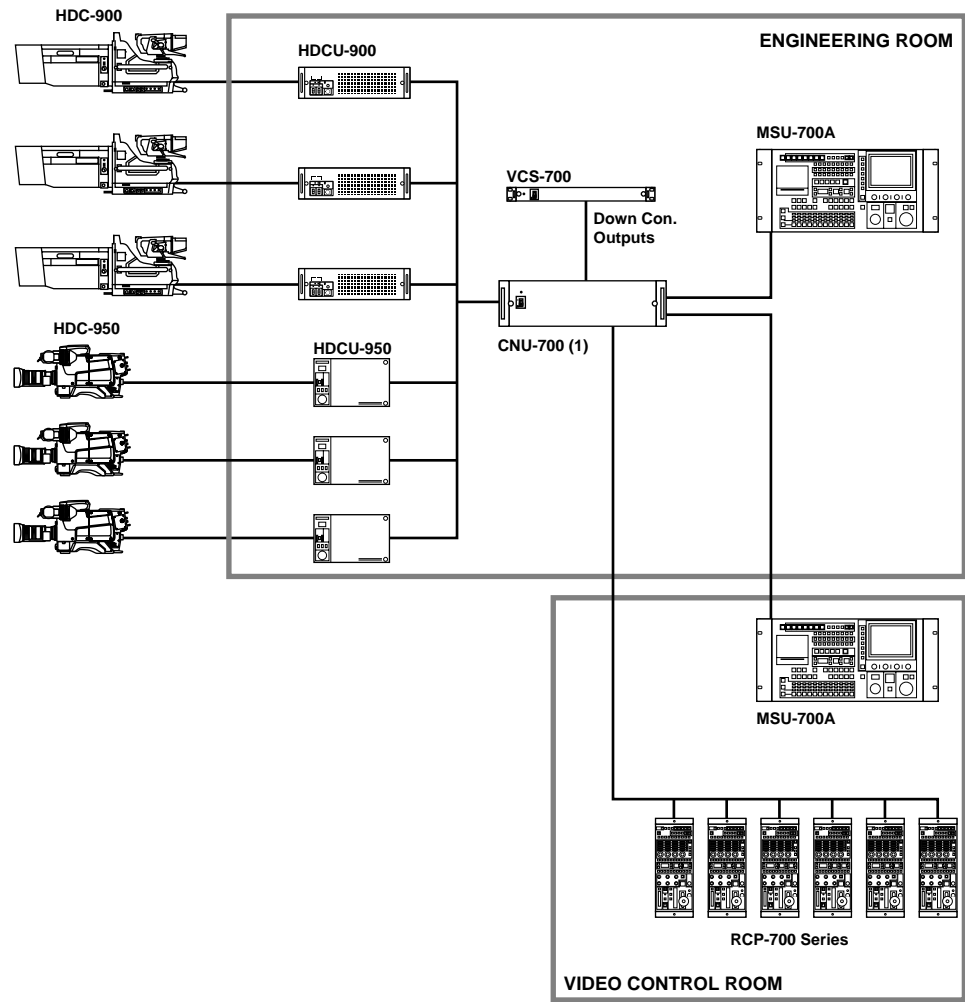 HDC-900
HDCU-900
ENGINEERING ROOM
MSU-700A
VCS-700
Down Con.
Outputs
HDC-950
HDCU-950
CNU-700 (1)
MSU-700A
RCP-700 Series
VIDEO CONTROL ROOM